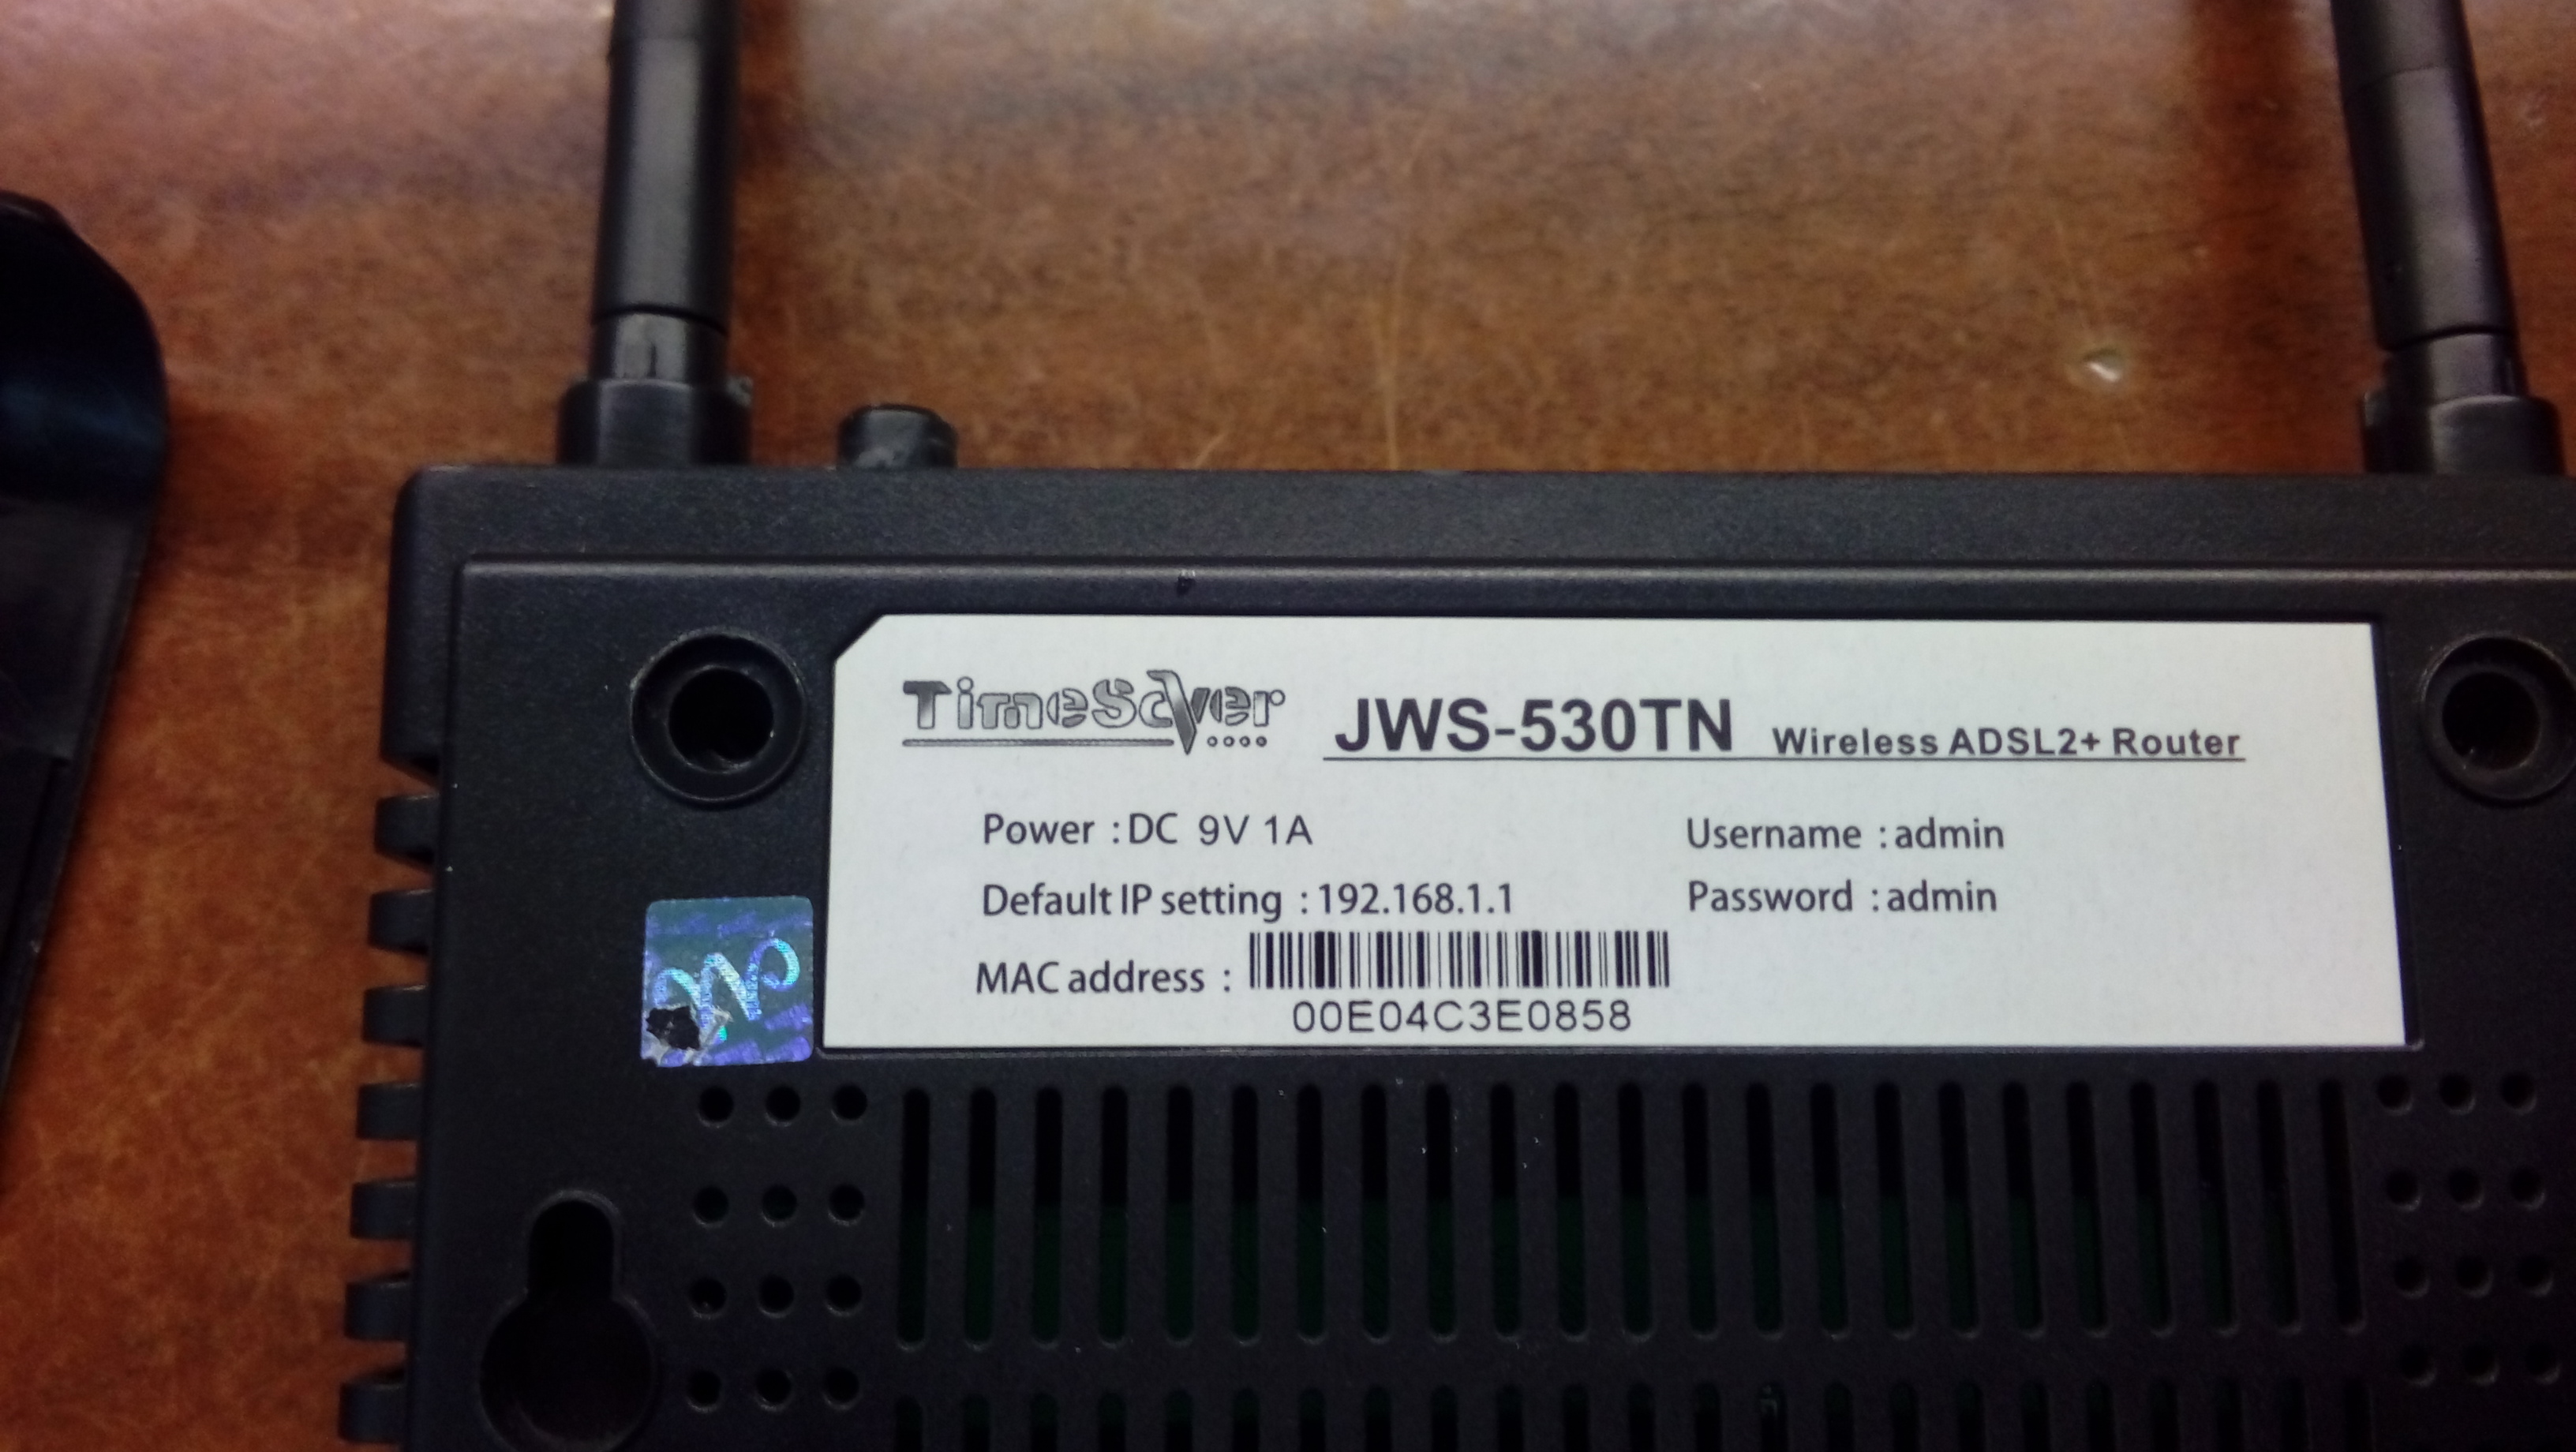 TimeSaver JWS-530TN Wireless ADSL2+ Router
Power : DC 9V 1A Username : admin
Default IP setting : 192.168.1.1 Password : admin
MAC address :
00E04C3E0858